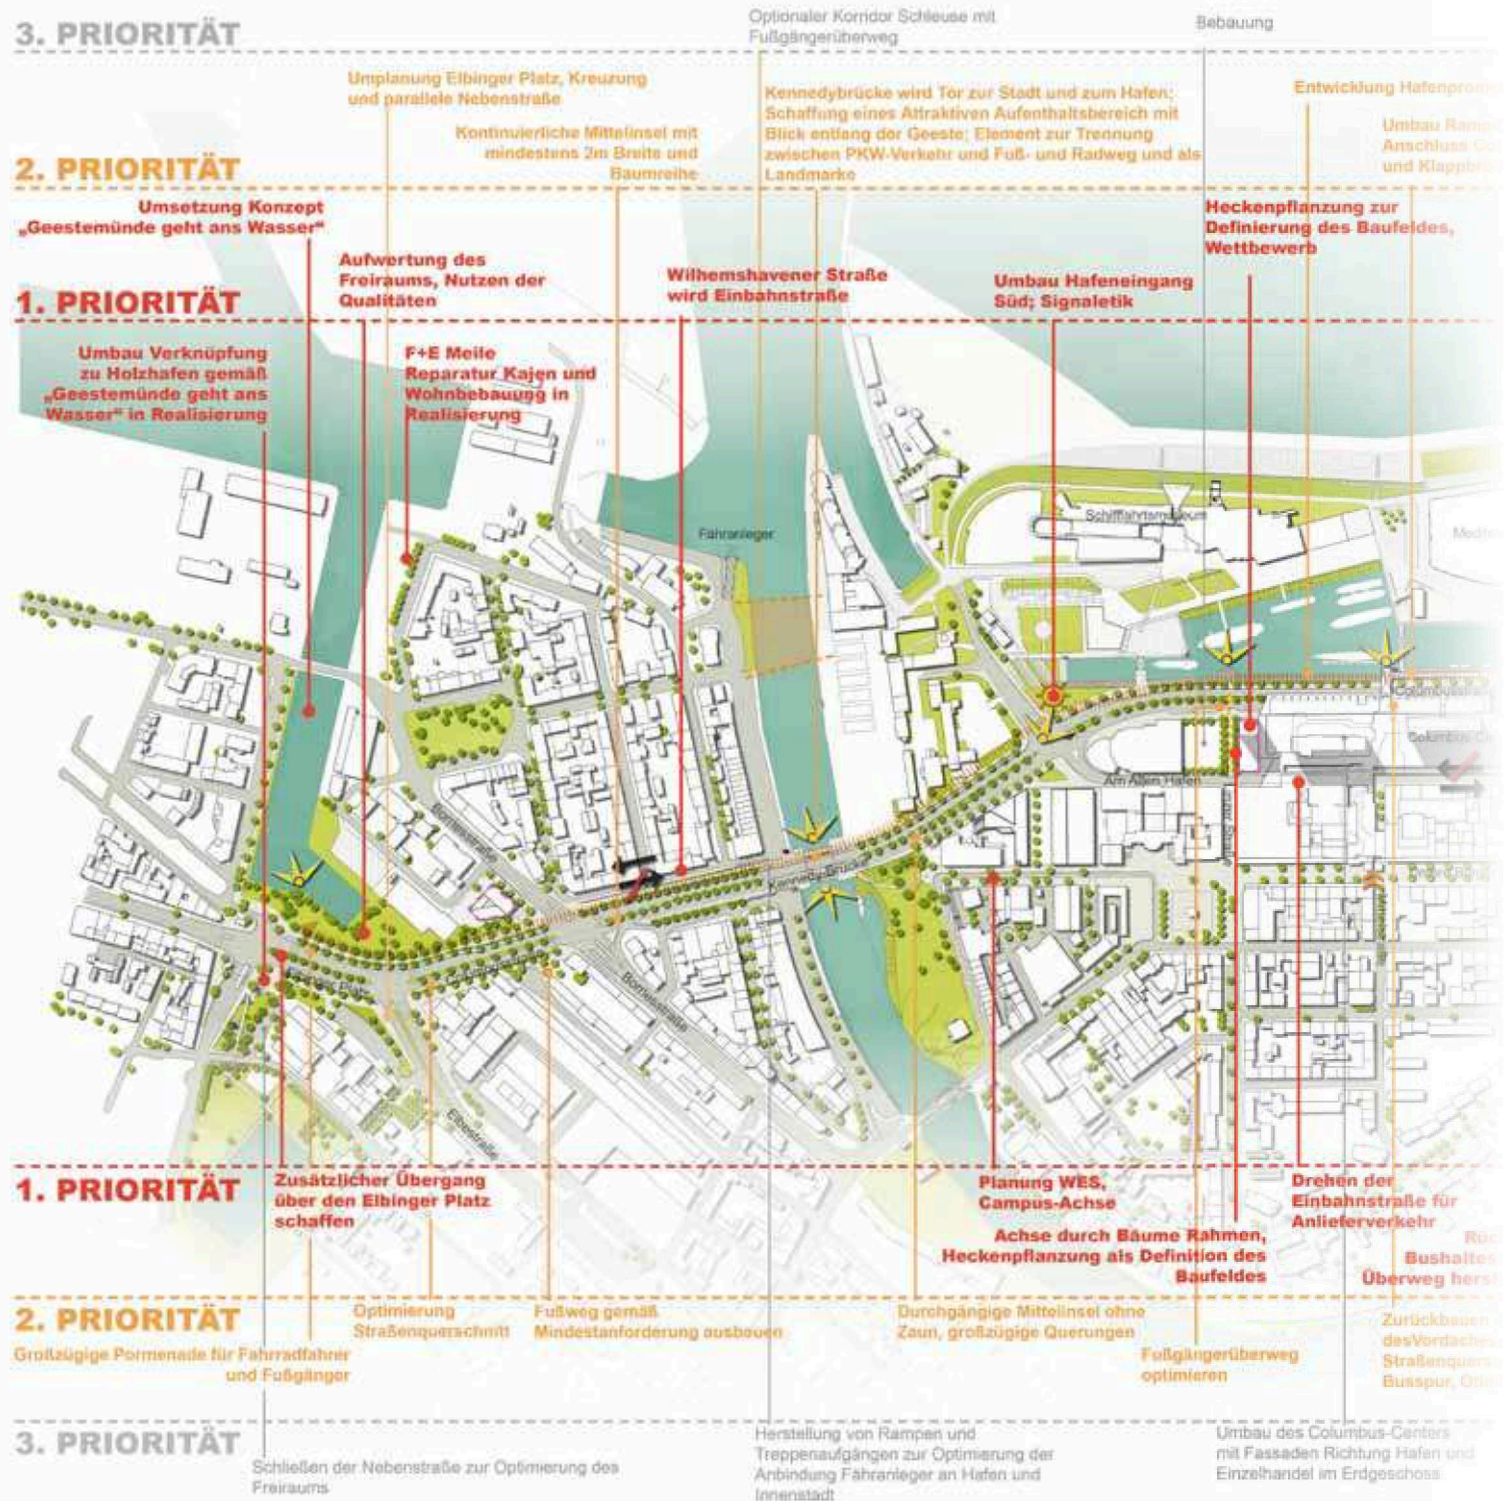 3. PRIORITÄT
Optionaler Korridor Schleuse mit
Fußgängerüberweg
Bebauung
Umplanung Elbinger Platz, Kreuzung
und parallele Nebenstraße
Kontinuierliche Mittelinsel mit
mindestens 2m Breite und
Baumreihe
Kennedybrücke wird Tor zur Stadt und zum Hafen;
Schaffung eines Attraktiven Aufenthaltsbereich mit
Blick entlang der Geeste; Element zur Trennung
zwischen PKW-Verkehr und Fuß- und Radweg und als
Landmarke
Entwicklung
Umbau
Anschluss
und
2. PRIORITÄT
Umsetzung Konzept
„Geestemünde geht ans Wasser“
Aufwertung des
Freiraums, Nutzen der
Qualitäten
Wilhemshavener Straße
wird Einbahnstraße
Umbau Hafeneingang
Süd; Signaletik
Heckenpflanzung zur
Definierung des Baufeldes,
Wettbewerb
1. PRIORITÄT
Umbau Verknüpfung
zu Holzhafen gemäß
„Geestemünde geht ans
Wasser“ in Realisierung
F+E Meile
Reparatur Kajen und
Wohnbebauung in
Realisierung
Fähranleger
Schifffahrtsmuseum
Am Alten Hafen
Borriesstraße
Kennedy-Brücke
Platz
Borriesstraße
Elbestraße
1. PRIORITÄT
Zusätzlicher Übergang
über den Elbinger Platz
schaffen
Planung WES,
Campus-Achse
Achse durch Bäume Rahmen,
Heckenpflanzung als Definition des
Baufeldes
Drehen der
Einbahnstraße für
Anlieferverkehr
Überweg
2. PRIORITÄT
Großzügige Pormenade für Fahrradfahrer
und Fußgänger
Optimierung
Straßenquerschnitt
Fußweg gemäß
Mindestanforderung ausbauen
Durchgängige Mittelinsel ohne
Zaun, großzügige Querungen
Fußgängerüberweg
optimieren
Zurückbauen
Busspur,
3. PRIORITÄT
Schließen der Nebenstraße zur Optimierung des
Freiraums
Herstellung von Rampen und
Treppenaufgängen zur Optimierung der
Anbindung Fähranleger an Hafen und
Innenstadt
Umbau des Columbus-Centers
mit Fassaden Richtung Hafen und
Einzelhandel im Erdgeschoss